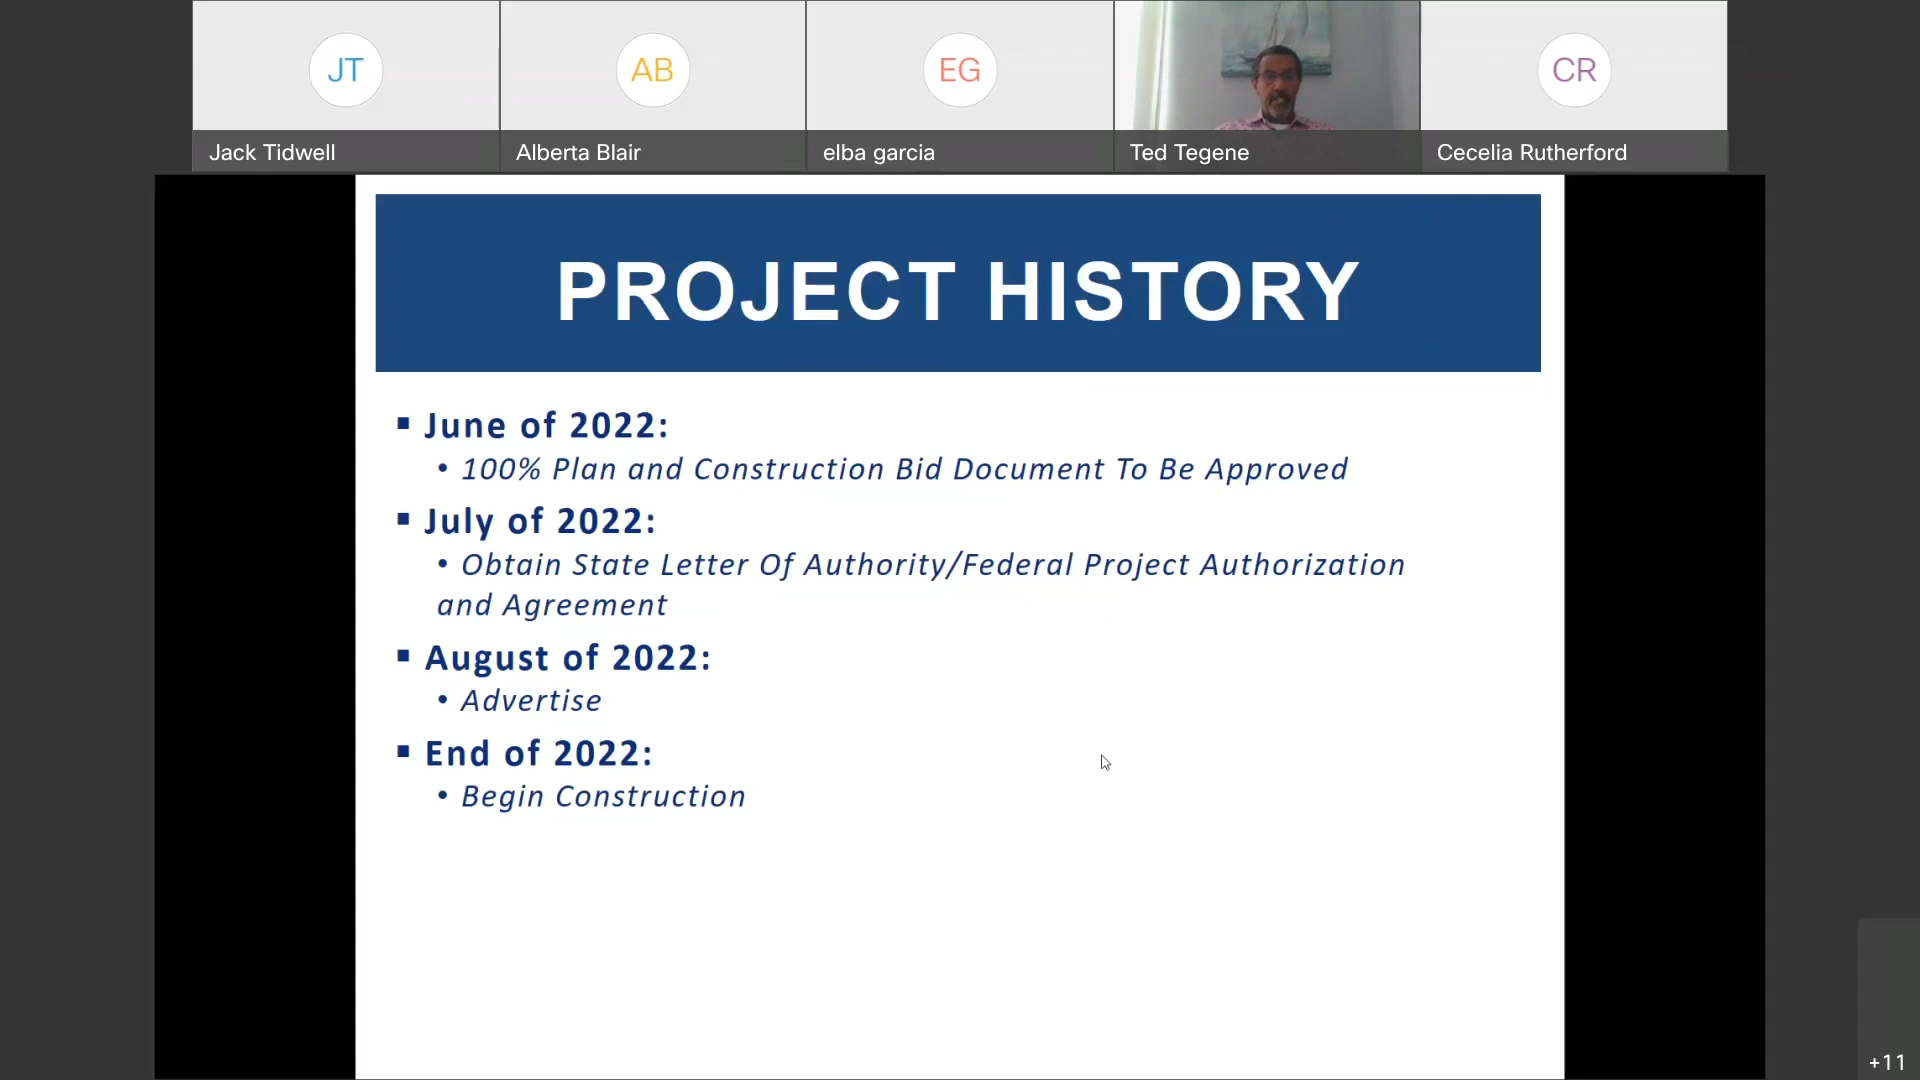 JT
AB
EG
CR
Jack Tidwell
Alberta Blair
elba garcia
Ted Tegene
Cecelia Rutherford
PROJECT HISTORY
▪ June of 2022:
• 100% Plan and Construction Bid Document To Be Approved
▪ July of 2022:
• Obtain State Letter Of Authority/Federal Project Authorization
and Agreement
▪ August of 2022:
• Advertise
▪ End of 2022:
• Begin Construction
+11